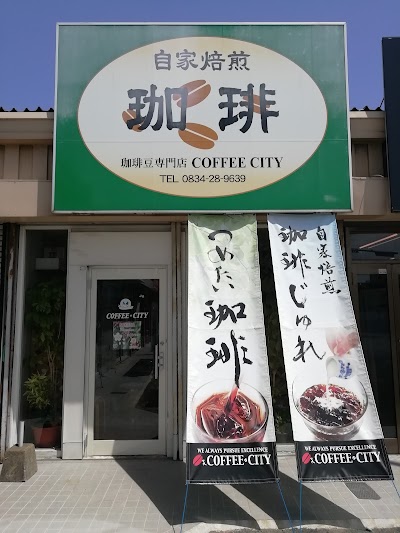 自家焙煎
珈琲
珈琲豆専門店 COFFEE CITY
TEL 0834-28-9639
COFFEE・CITY
つめたい珈琲
WE ALWAYS PURSUE EXCELLENCE
COFFEE・CITY
自家焙煎
珈琲じゅれ
WE ALWAYS PURSUE EXCELLENCE
COFFEE・CITY